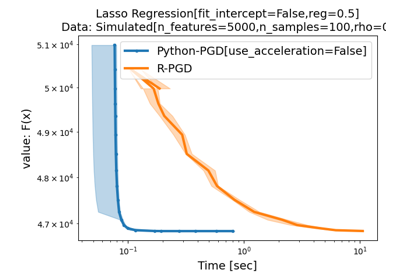 Lasso Regression[fit_intercept=False,reg=0.5]
Data: Simulated[n_features=5000,n_samples=100,rho=0
Python-PGD[use_acceleration=False]
R-PGD
5.1 × 10⁴
5 × 10⁴
4.9 × 10⁴
4.8 × 10⁴
4.7 × 10⁴
value: F(x)
10⁻¹
10⁰
10¹
Time [sec]